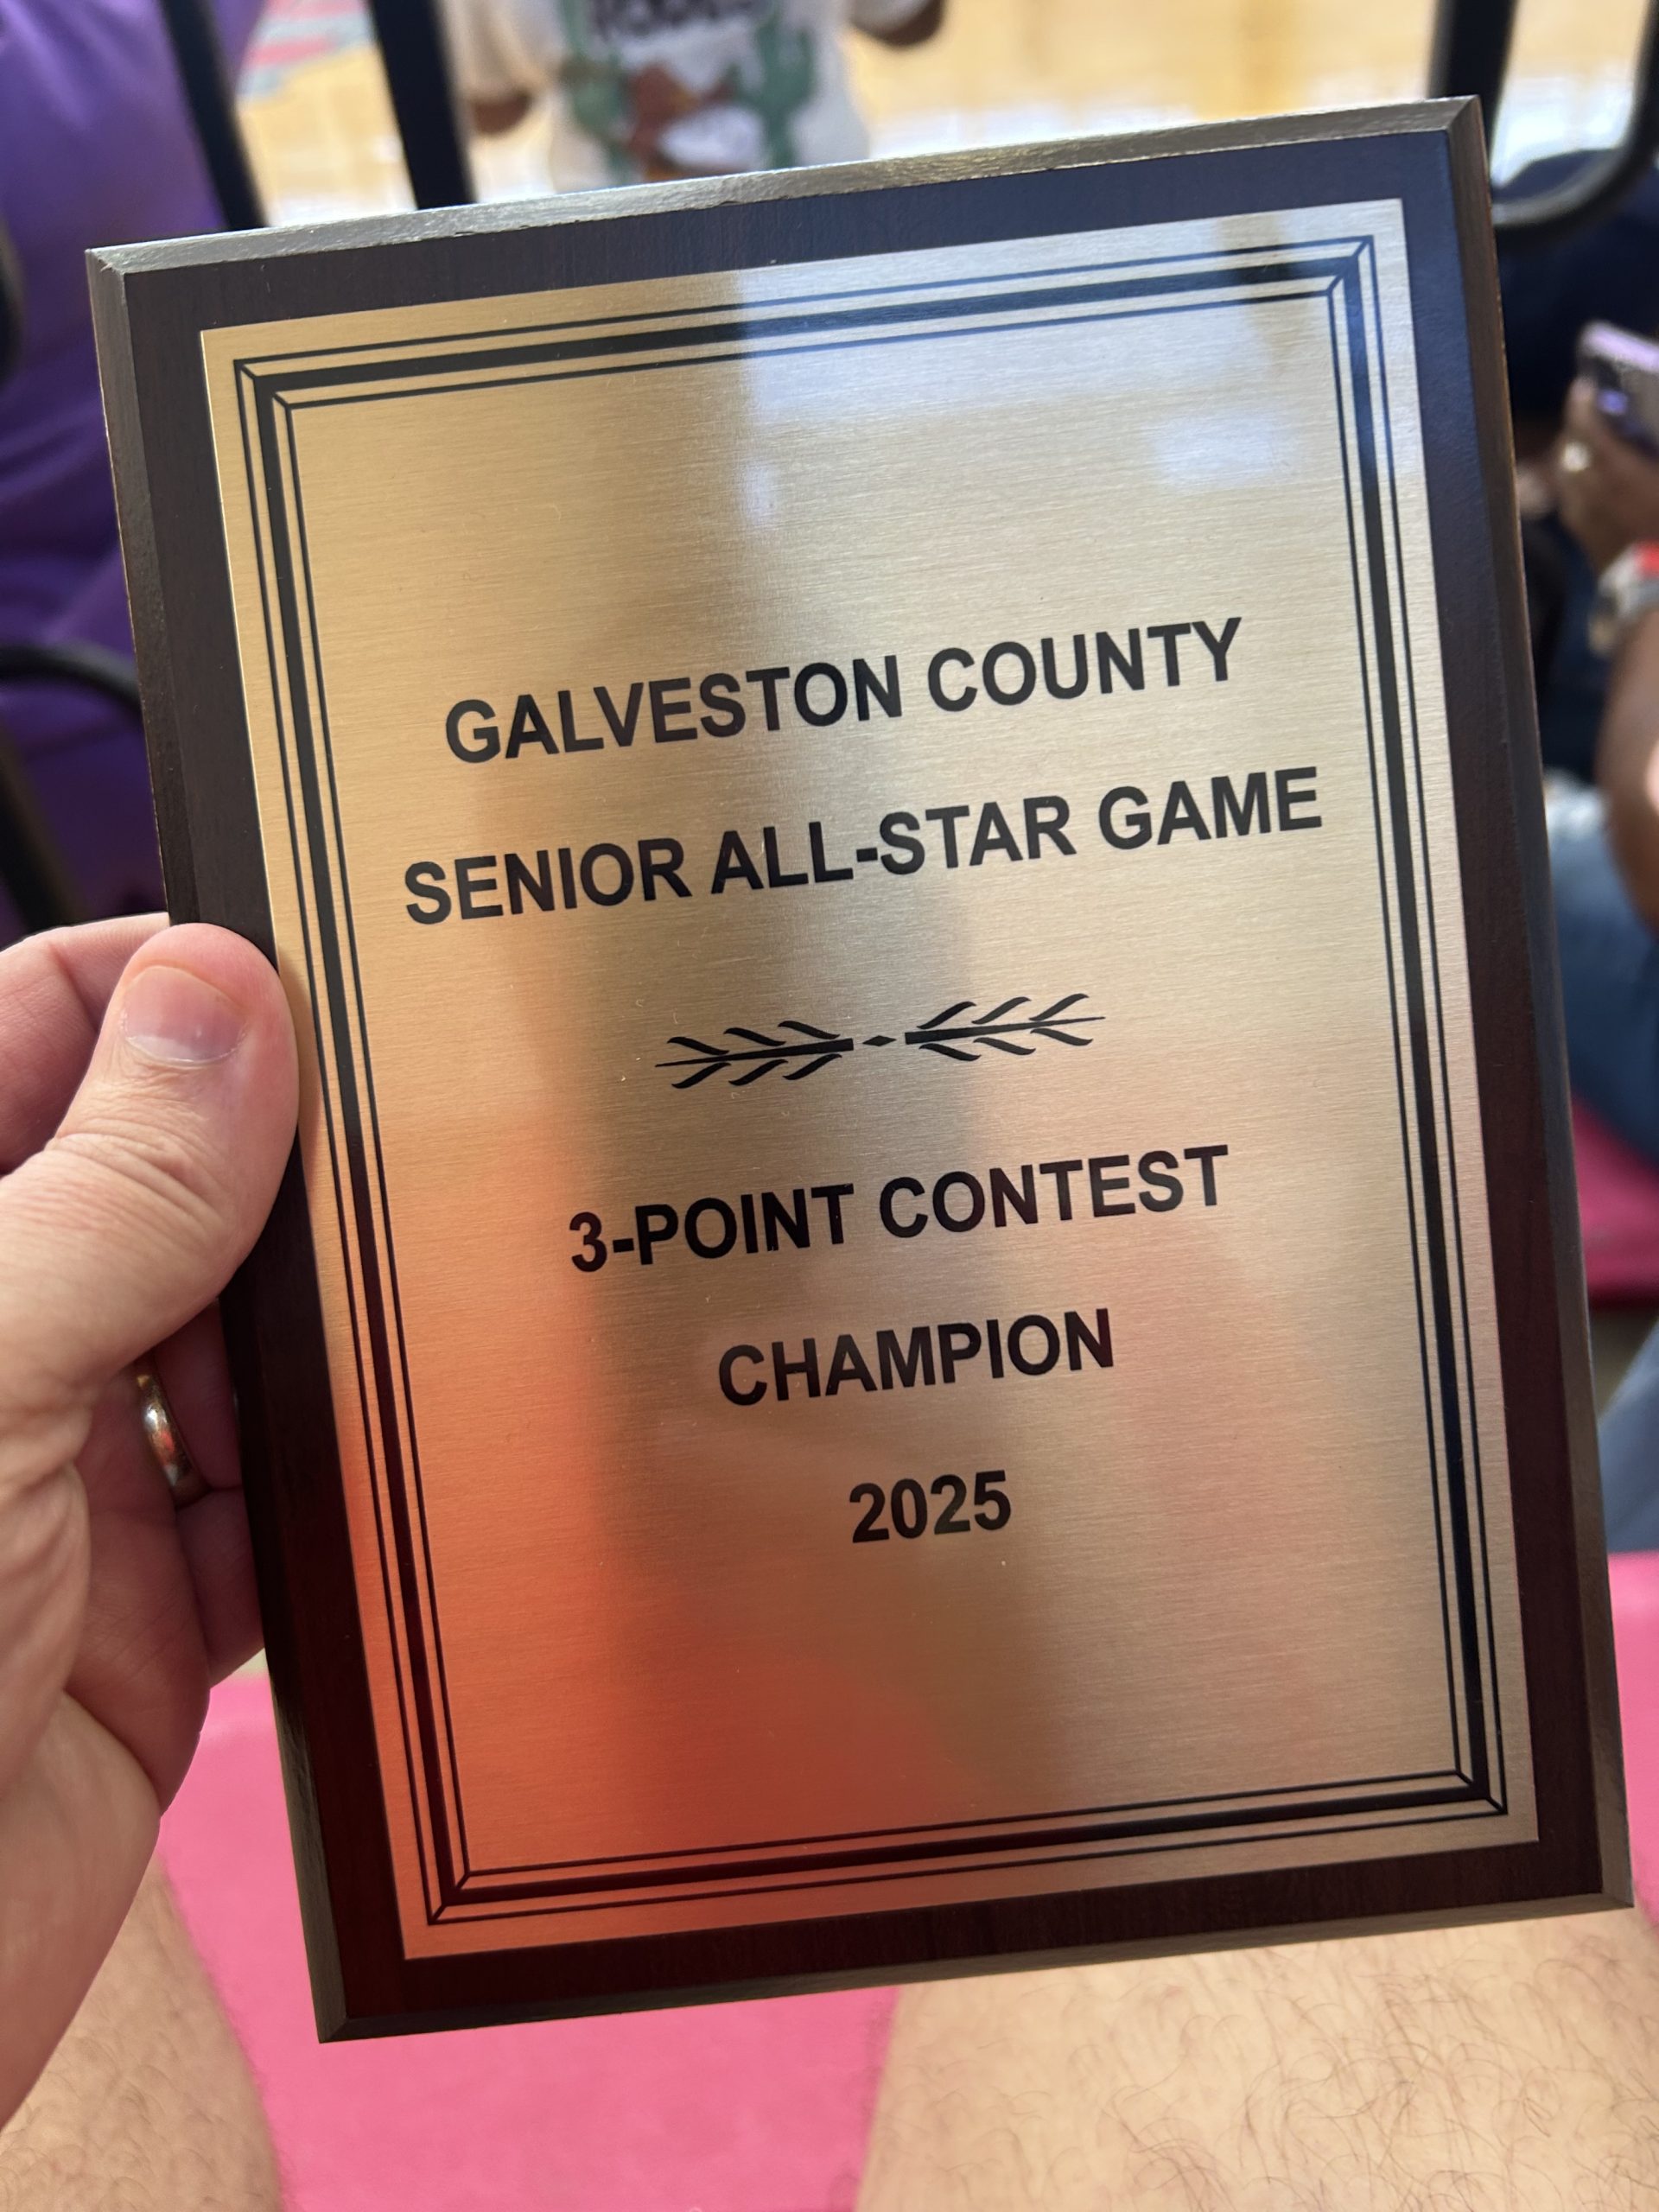 GALVESTON COUNTY
SENIOR ALL-STAR GAME
3-POINT CONTEST
CHAMPION
2025